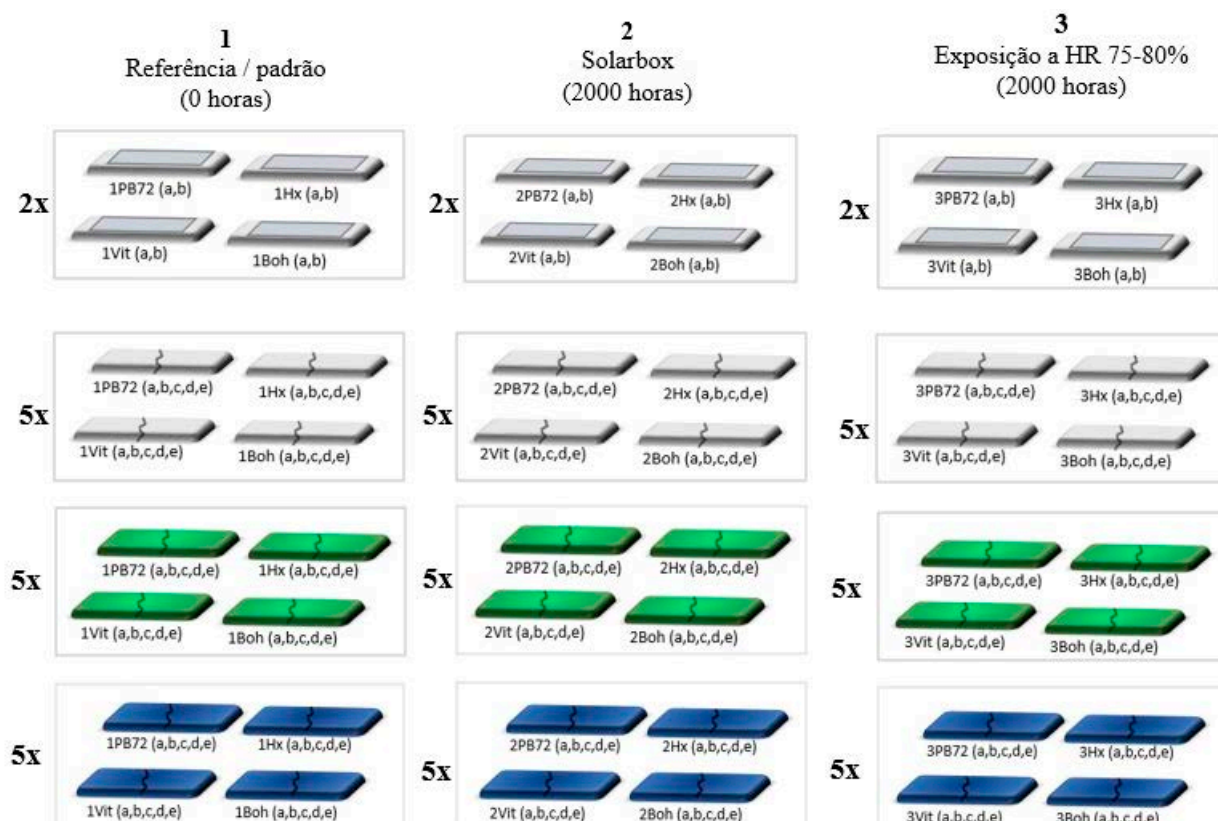 1
Referência / padrão
(0 horas)
2
Solarbox
(2000 horas)
3
Exposição a HR 75-80%
(2000 horas)
2x
1PB72 (a,b)
1Hx (a,b)
1Vit (a,b)
1Boh (a,b)
2x
2PB72 (a,b)
2Hx (a,b)
2Vit (a,b)
2Boh (a,b)
2x
3PB72 (a,b)
3Hx (a,b)
3Vit (a,b)
3Boh (a,b)
5x
1PB72 (a,b,c,d,e)
1Hx (a,b,c,d,e)
1Vit (a,b,c,d,e)
1Boh (a,b,c,d,e)
5x
2PB72 (a,b,c,d,e)
2Hx (a,b,c,d,e)
2Vit (a,b,c,d,e)
2Boh (a,b,c,d,e)
5x
3PB72 (a,b,c,d,e)
3Hx (a,b,c,d,e)
3Vit (a,b,c,d,e)
3Boh (a,b,c,d,e)
5x
1PB72 (a,b,c,d,e)
1Hx (a,b,c,d,e)
1Vit (a,b,c,d,e)
1Boh (a,b,c,d,e)
5x
2PB72 (a,b,c,d,e)
2Hx (a,b,c,d,e)
2Vit (a,b,c,d,e)
2Boh (a,b,c,d,e)
5x
3PB72 (a,b,c,d,e)
3Hx (a,b,c,d,e)
3Vit (a,b,c,d,e)
3Boh (a,b,c,d,e)
5x
1PB72 (a,b,c,d,e)
1Hx (a,b,c,d,e)
1Vit (a,b,c,d,e)
1Boh (a,b,c,d,e)
5x
2PB72 (a,b,c,d,e)
2Hx (a,b,c,d,e)
2Vit (a,b,c,d,e)
2Boh (a,b,c,d,e)
5x
3PB72 (a,b,c,d,e)
3Hx (a,b,c,d,e)
3Vit (a,b,c,d,e)
3Boh (a,b,c,d,e)